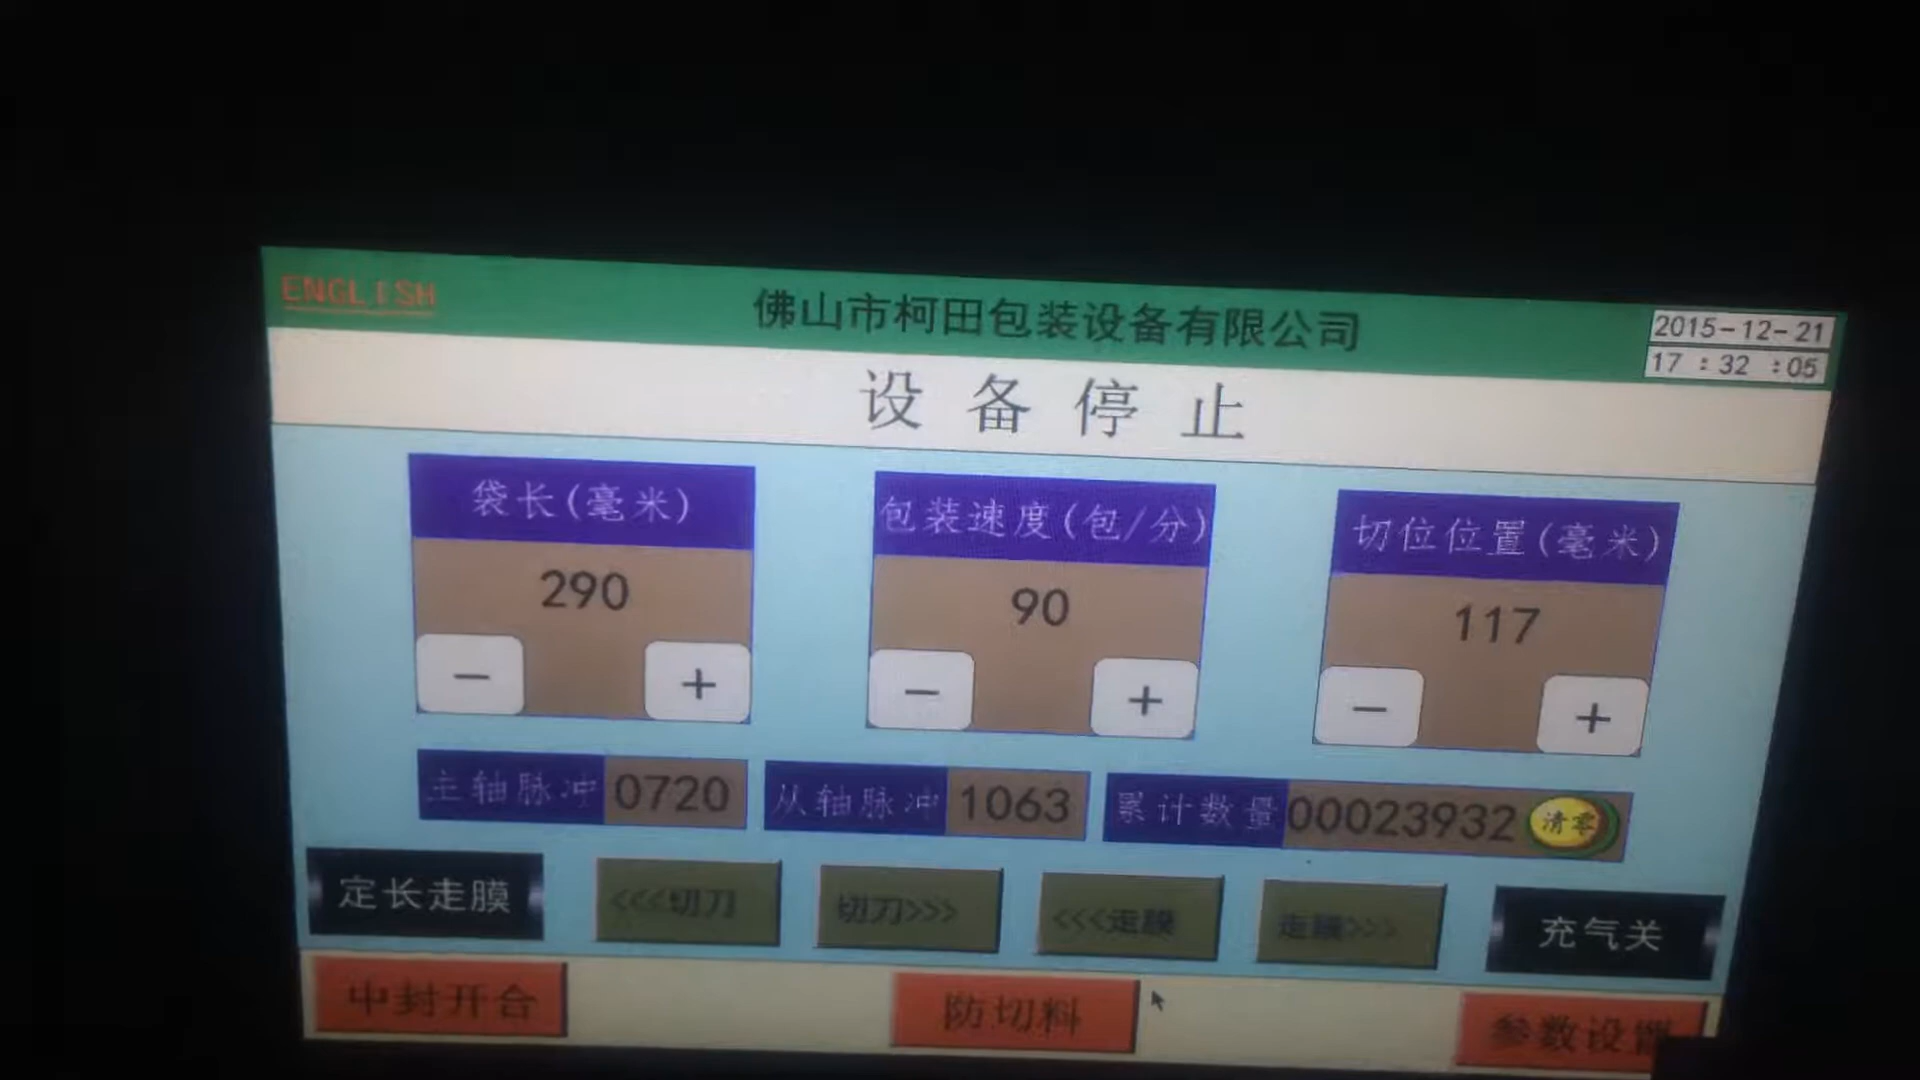 ENGLISH
佛山市柯田包装设备有限公司
2015-12-21
17 : 32 :05
设备停止
袋长(毫米)
包装速度(包/分)
切位位置(毫米)
290
90
117
- +
- +
- +
主轴脉冲 0720
从轴脉冲 1063
累计数量 00023932 清零
定长走膜
<<<切刀
切刀>>>
<<<走膜
走膜>>>
充气关
中封开合
防切料
参数设置